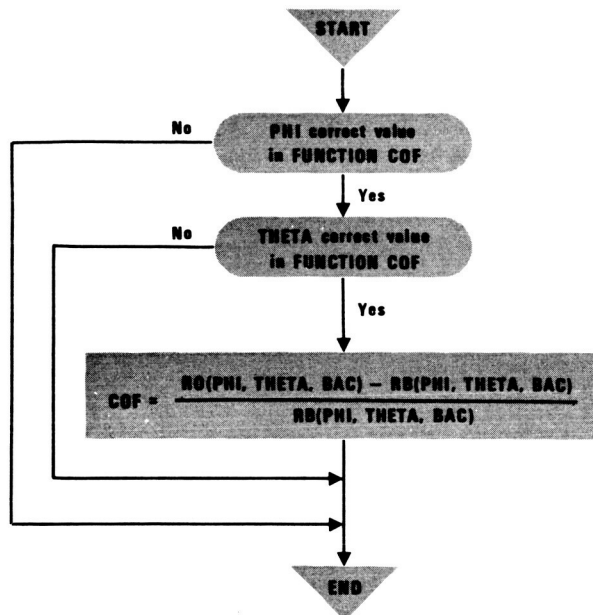 START
No
PHI correct value
in FUNCTION COF
Yes
No
THETA correct value
in FUNCTION COF
Yes
COF = RO(PHI, THETA, BAC) – RB(PHI, THETA, BAC)
RB(PHI, THETA, BAC)
END